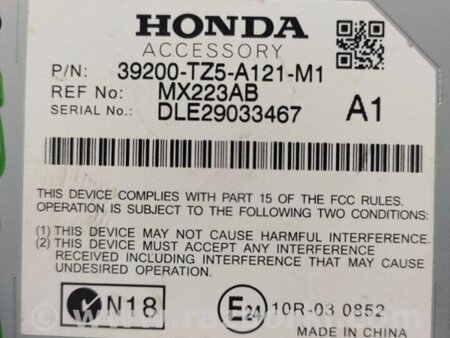 HONDA
ACCESSORY
P/N: 39200-TZ5-A121-M1
REF No: MX223AB
SERIAL No: DLE29033467 A1
THIS DEVICE COMPLIES WITH PART 15 OF THE FCC RULES.
OPERATION IS SUBJECT TO THE FOLLOWING TWO CONDITIONS:
(1) THIS DEVICE MAY NOT CAUSE HARMFUL INTERFERENCE.
(2) THIS DEVICE MUST ACCEPT ANY INTERFERENCE
RECEIVED INCLUDING INTERFERENCE THAT MAY CAUSE
UNDESIRED OPERATION.
N18 E24 10R-03 0852
MADE IN CHINA